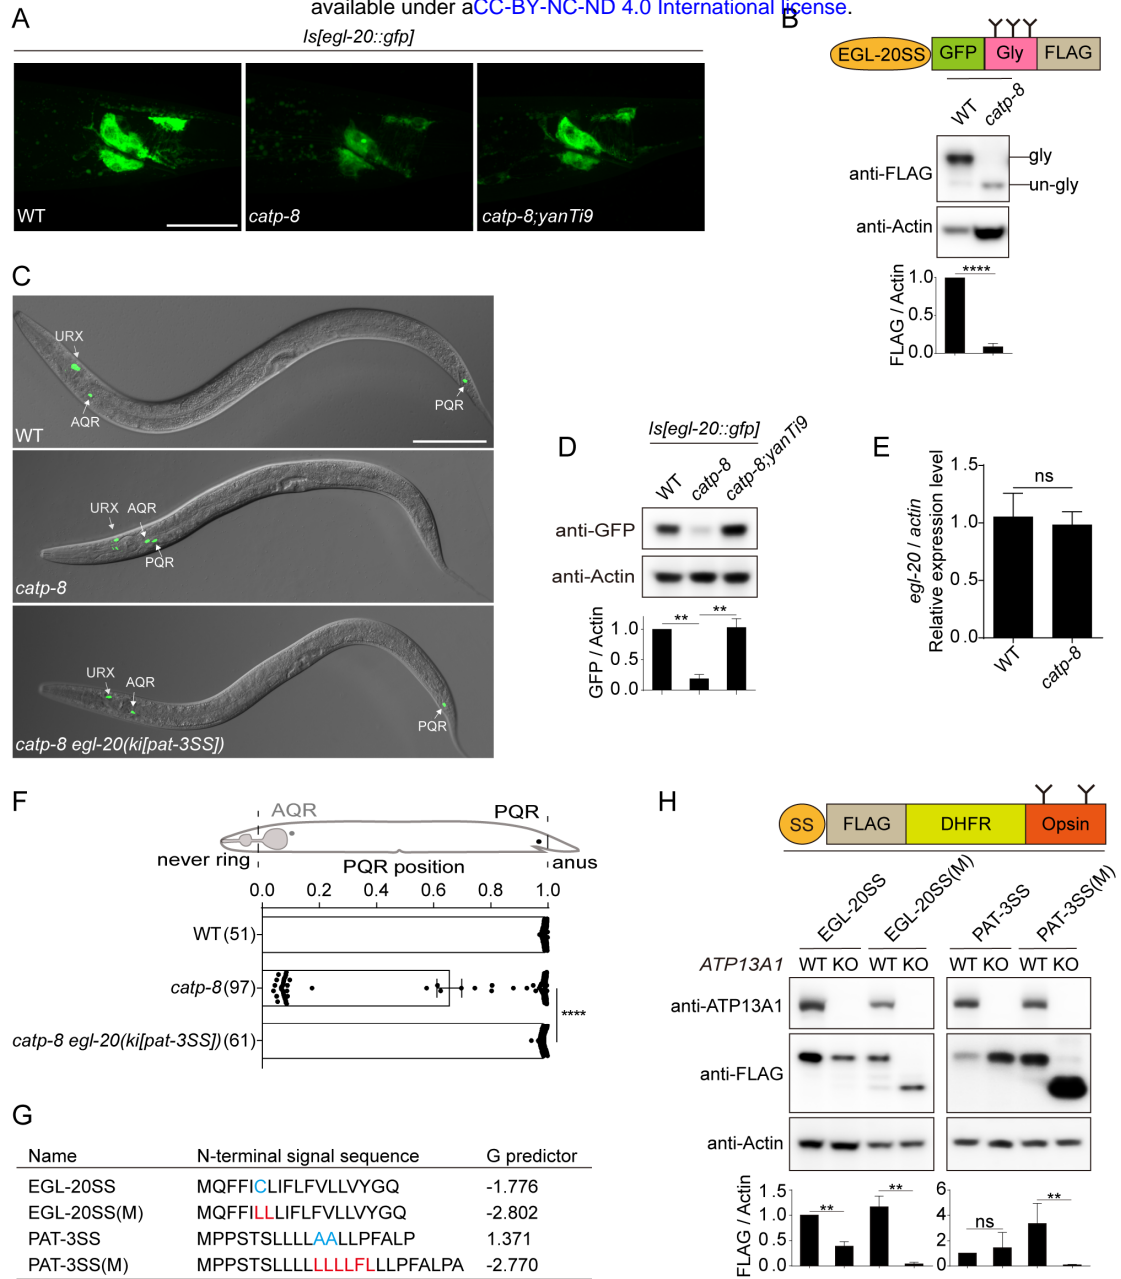 available under aCC-BY-NC-ND 4.0 International license.
A
Is[egl-20::gfp]
WT
catp-8
catp-8;yanTi9
B
EGL-20SS
GFP
Gly
FLAG
WT
catp-8
anti-FLAG
gly
un-gly
anti-Actin
FLAG / Actin
1.0
0.5
0.0
****
C
URX
AQR
PQR
WT
URX
AQR
PQR
catp-8
URX
AQR
PQR
catp-8 egl-20(ki[pat-3SS])
D
Is[egl-20::gfp]
WT
catp-8
catp-8;yanTi9
anti-GFP
anti-Actin
GFP / Actin
1.0
0.5
0.0
**
**
E
egl-20 / actin
Relative expression level
1.5
1.0
0.5
0.0
ns
WT
catp-8
F
AQR
PQR
never ring
anus
PQR position
0.0 0.2 0.4 0.6 0.8 1.0
WT(51)
catp-8(97)
catp-8 egl-20(ki[pat-3SS])(61)
****
G
Name N-terminal signal sequence G predictor
EGL-20SS MQFFICLIFLFVLLVYGQ -1.776
EGL-20SS(M) MQFFILLLIFLFVLLVYGQ -2.802
PAT-3SS MPPSTSLLLLAALLPFALP 1.371
PAT-3SS(M) MPPSTSLLLLLLLLFLLLPFALPA -2.770
H
SS
FLAG
DHFR
Opsin
EGL-20SS
EGL-20SS(M)
PAT-3SS
PAT-3SS(M)
ATP13A1 WT KO WT KO WT KO WT KO
anti-ATP13A1
anti-FLAG
anti-Actin
FLAG / Actin
1.5
1.0
0.5
0.0
**
**
6
4
2
0
ns
**